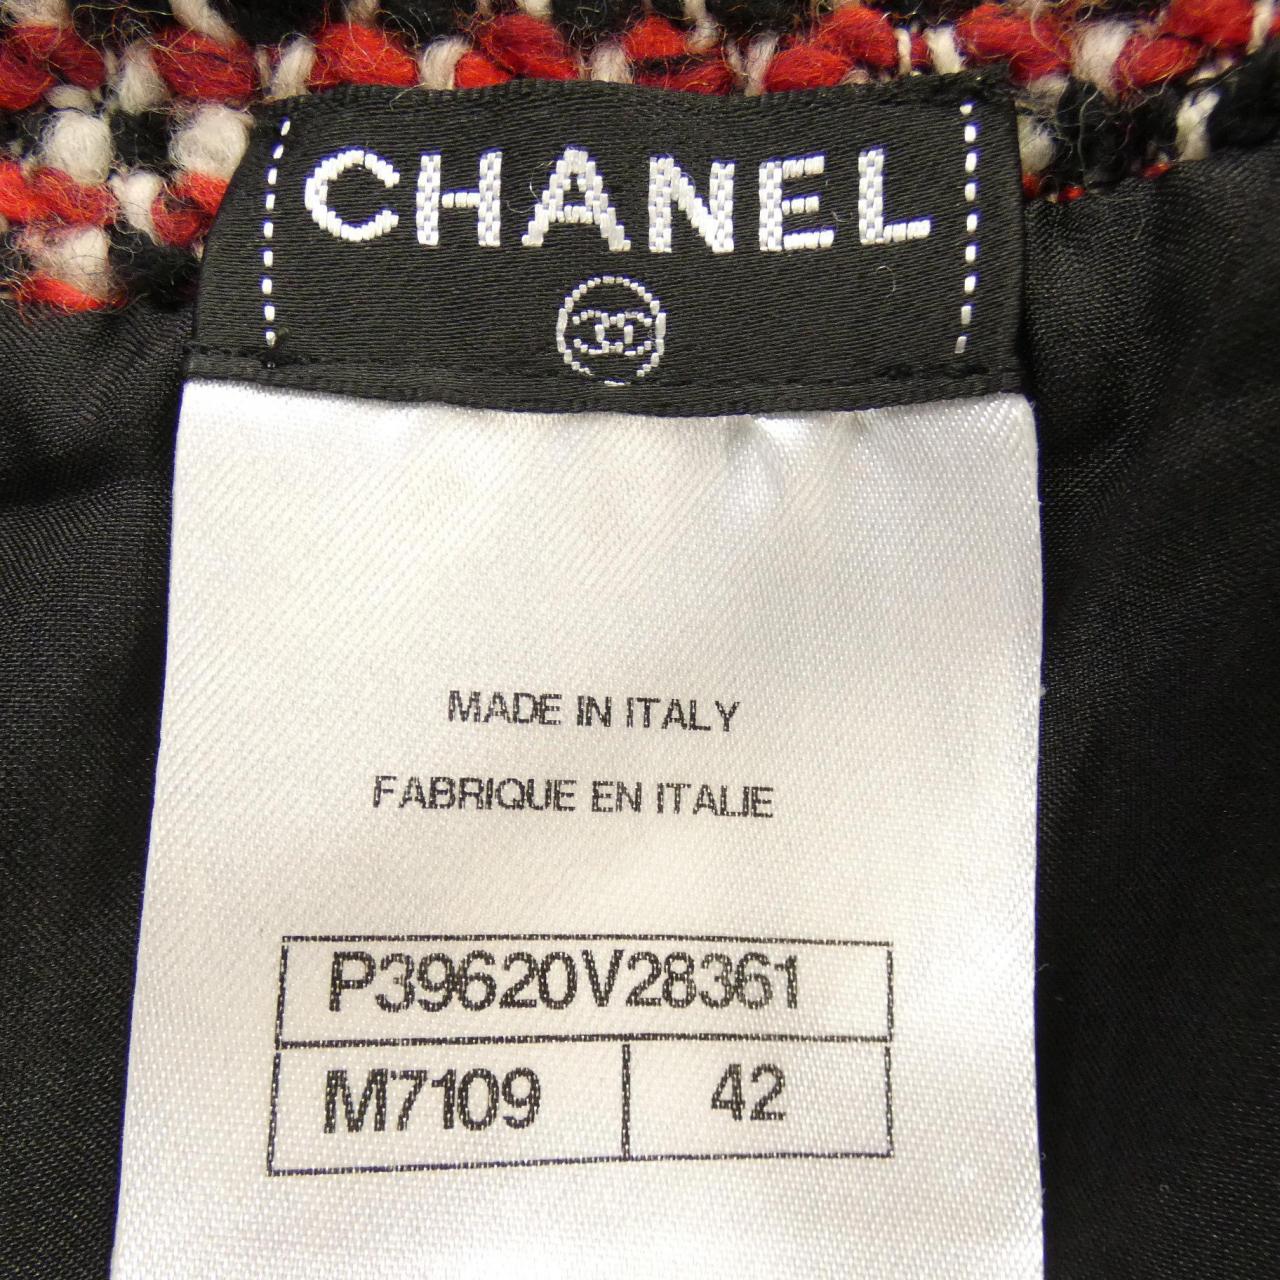 CHANEL
MADE IN ITALY
FABRIQUE EN ITALIE
P39620V28361
M7109 42